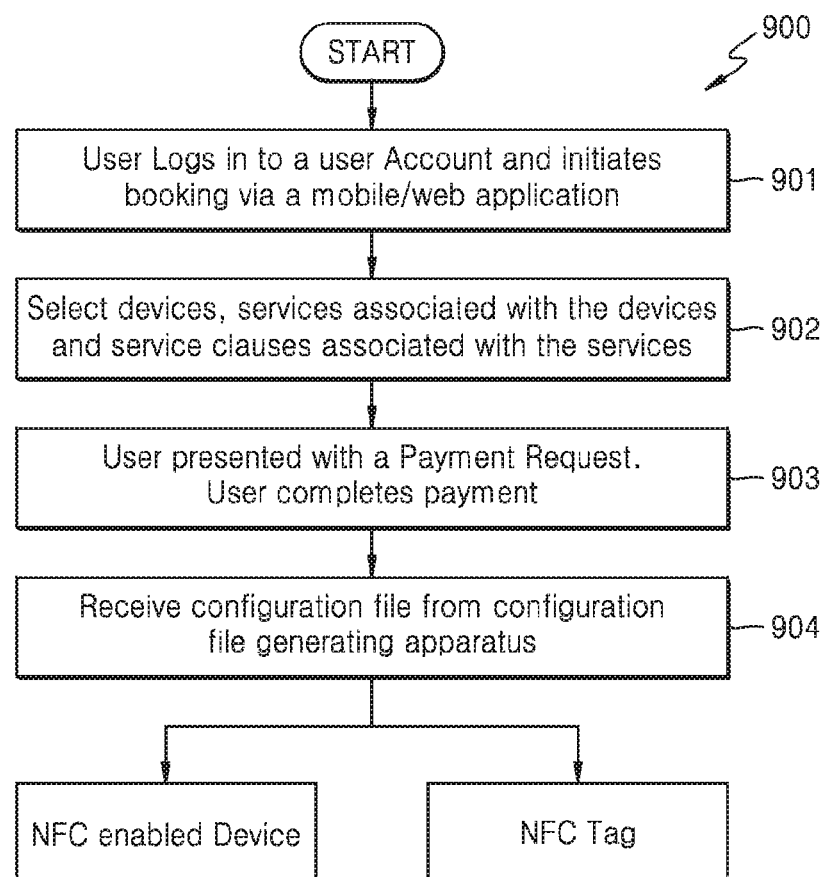 900
START
User Logs in to a user Account and initiates
booking via a mobile/web application
901
Select devices, services associated with the devices
and service clauses associated with the services
902
User presented with a Payment Request.
User completes payment
903
Receive configuration file from configuration
file generating apparatus
904
NFC enabled Device
NFC Tag